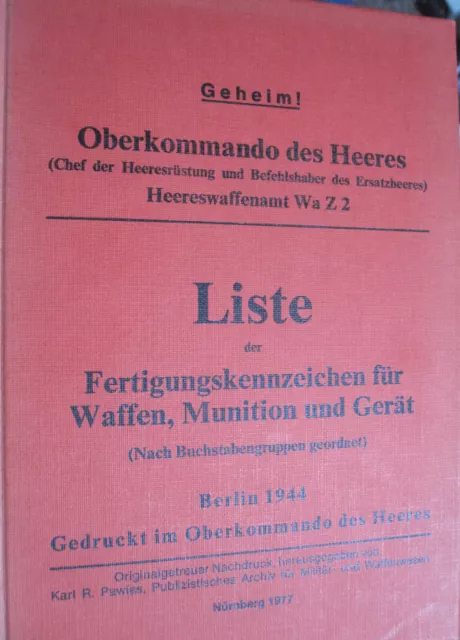 Geheim!
Oberkommando des Heeres
(Chef der Heeresrüstung und Befehlshaber des Ersatzheeres)
Heereswaffenamt Wa Z 2
Liste
der
Fertigungskennzeichen für
Waffen, Munition und Gerät
(Nach Buchstabengruppen geordnet)
Berlin 1944
Gedruckt im Oberkommando des Heeres
Originalgetreuer Nachdruck, herausgegeben von
Karl R. Pawlas, Publizistisches Archiv für Militär- und Waffenwesen
Nürnberg 1977